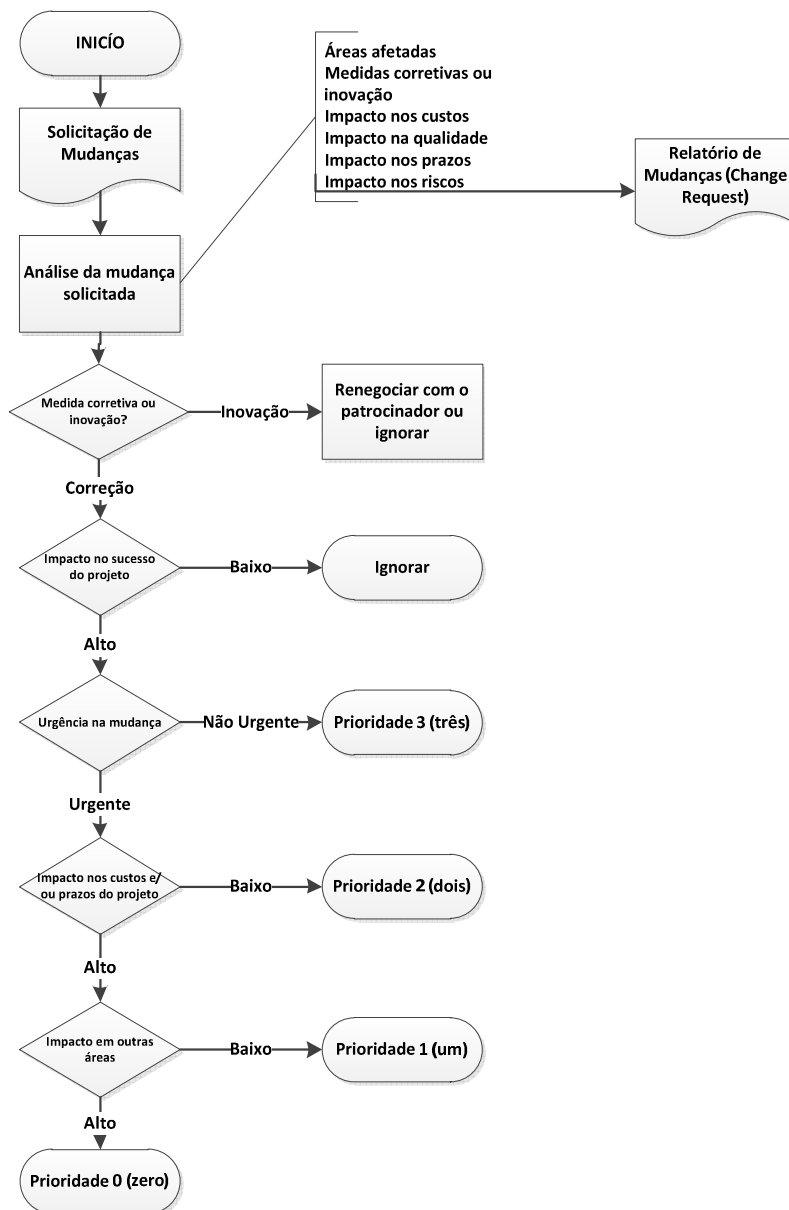 INICÍO
Solicitação de
Mudanças
Áreas afetadas
Medidas corretivas ou
inovação
Impacto nos custos
Impacto na qualidade
Impacto nos prazos
Impacto nos riscos
Relatório de
Mudanças (Change
Request)
Análise da mudança
solicitada
Medida corretiva ou
inovação?
Inovação
Renegociar com o
patrocinador ou
ignorar
Correção
Impacto no sucesso
do projeto
Baixo
Ignorar
Alto
Urgência na mudança
Não Urgente
Prioridade 3 (três)
Urgente
Impacto nos custos e/
ou prazos do projeto
Baixo
Prioridade 2 (dois)
Alto
Impacto em outras
áreas
Baixo
Prioridade 1 (um)
Alto
Prioridade 0 (zero)